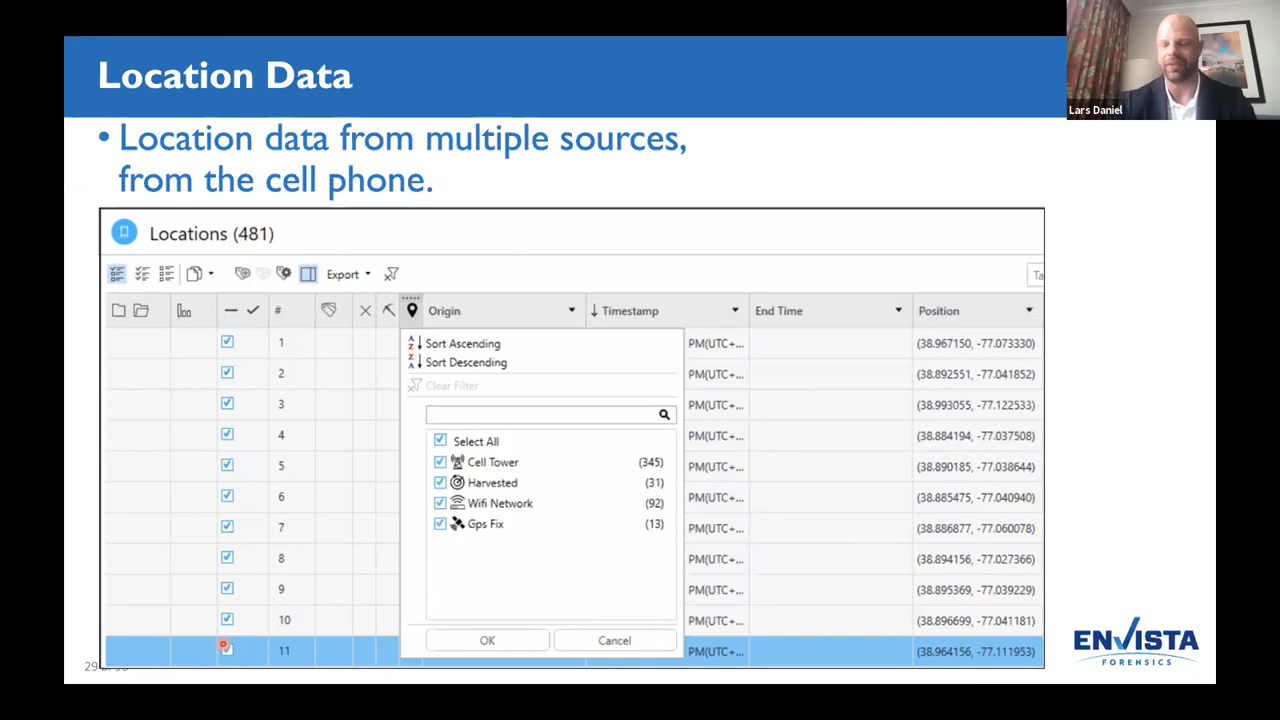 Location Data
Lars Daniel
• Location data from multiple sources,
from the cell phone.
Locations (481)
Export
Ta
# Origin Timestamp End Time Position
1 PM(UTC+... (38.967150, -77.073330)
2 PM(UTC+... (38.892551, -77.041852)
3 PM(UTC+... (38.993055, -77.122533)
4 PM(UTC+... (38.884194, -77.037508)
5 PM(UTC+... (38.890185, -77.038644)
6 PM(UTC+... (38.885475, -77.040940)
7 PM(UTC+... (38.886877, -77.060078)
8 PM(UTC+... (38.894156, -77.027366)
9 PM(UTC+... (38.895369, -77.039229)
10 PM(UTC+... (38.896699, -77.041181)
11 PM(UTC+... (38.964156, -77.111953)
Sort Ascending
Sort Descending
Clear Filter
Select All
Cell Tower (345)
Harvested (31)
Wifi Network (92)
Gps Fix (13)
OK Cancel
29
ENVISTA
FORENSICS